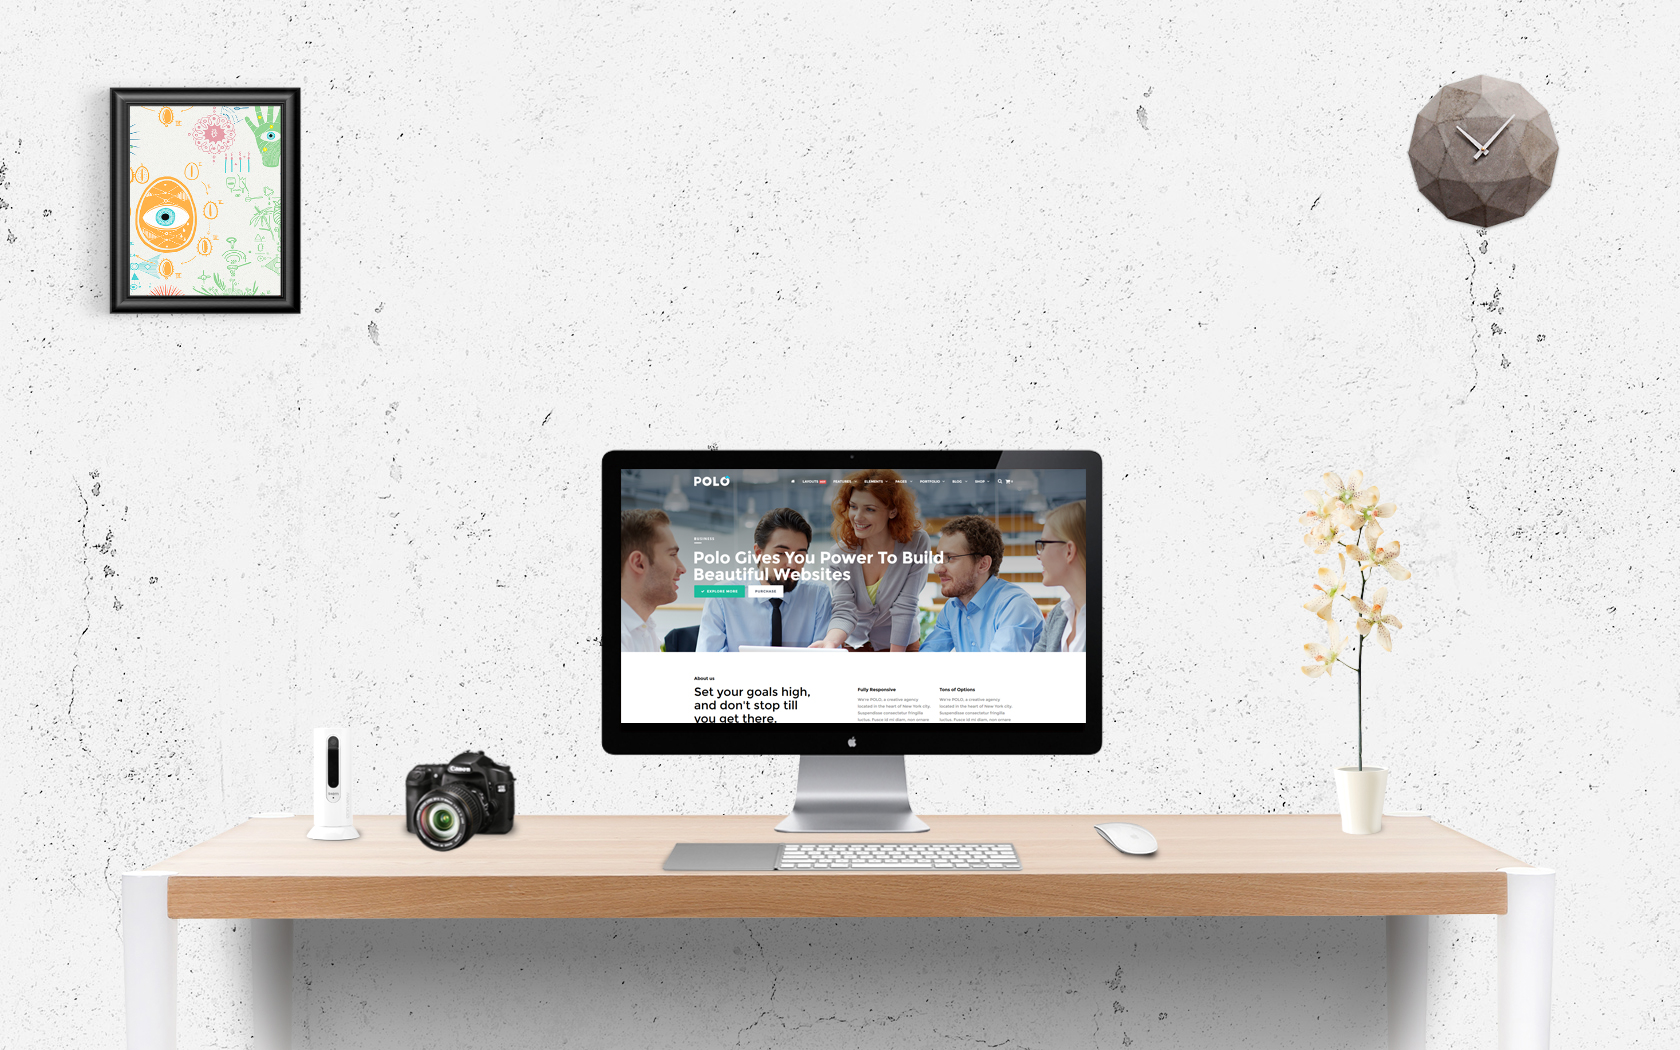 POLO
LAYOUTS HOT FEATURES ELEMENTS PAGES PORTFOLIO BLOG SHOP
BUSINESS
Polo Gives You Power To Build
Beautiful Websites
EXPLORE MORE PURCHASE
About us
Set your goals high,
and don't stop till
you get there.
Fully Responsive
We're POLO, a creative agency
located in the heart of New York city.
Suspendisse consectetur fringilla
luctus. Fusce id mi diam, non ornare
Tons of Options
We're POLO, a creative agency
located in the heart of New York city.
Suspendisse consectetur fringilla
luctus. Fusce id mi diam, non ornare
Canon